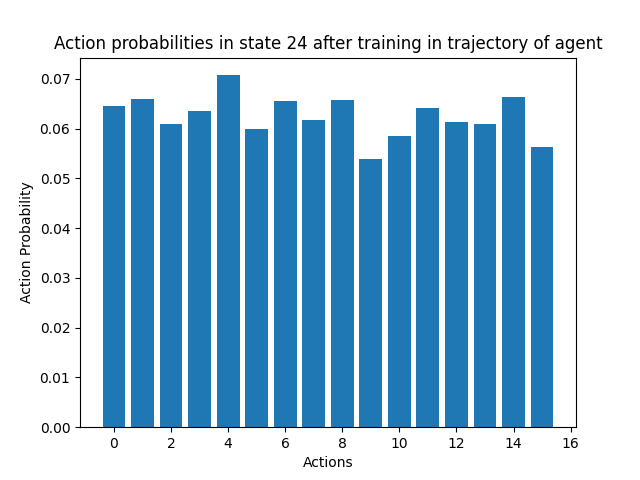 Action probabilities in state 24 after training in trajectory of agent
0.07
0.06
0.05
0.04
0.03
0.02
0.01
0.00
Action Probability
0 2 4 6 8 10 12 14 16
Actions